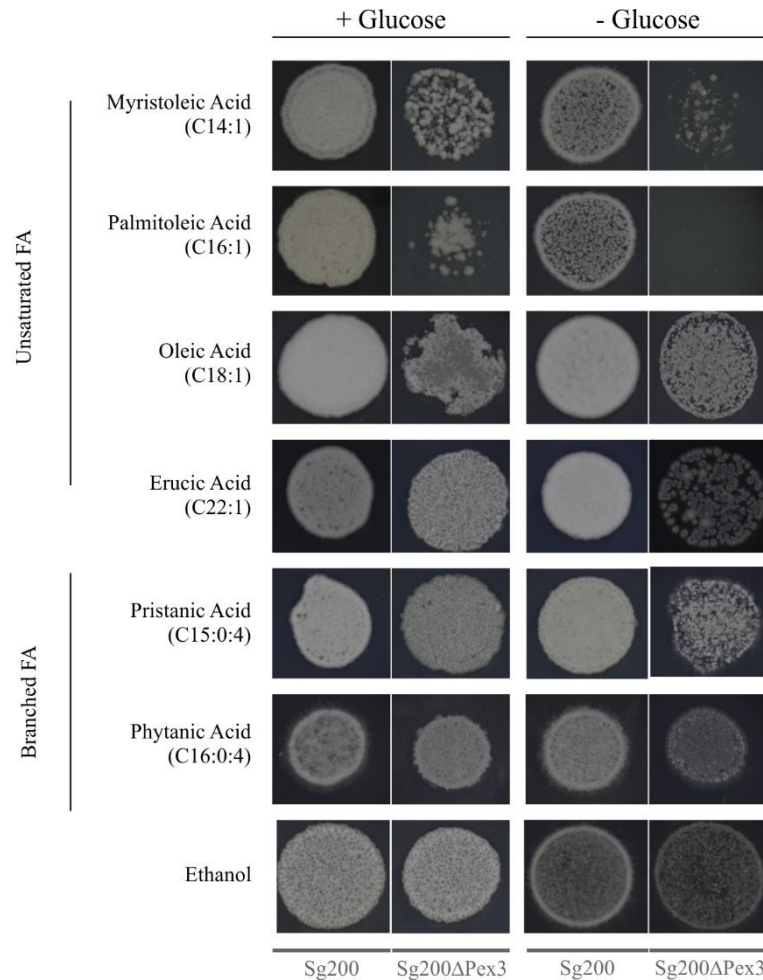 + Glucose
- Glucose
Unsaturated FA
Myristoleic Acid
(C14:1)
Palmitoleic Acid
(C16:1)
Oleic Acid
(C18:1)
Erucic Acid
(C22:1)
Branched FA
Pristanic Acid
(C15:0:4)
Phytanic Acid
(C16:0:4)
Ethanol
Sg200
Sg200ΔPex3
Sg200
Sg200ΔPex3